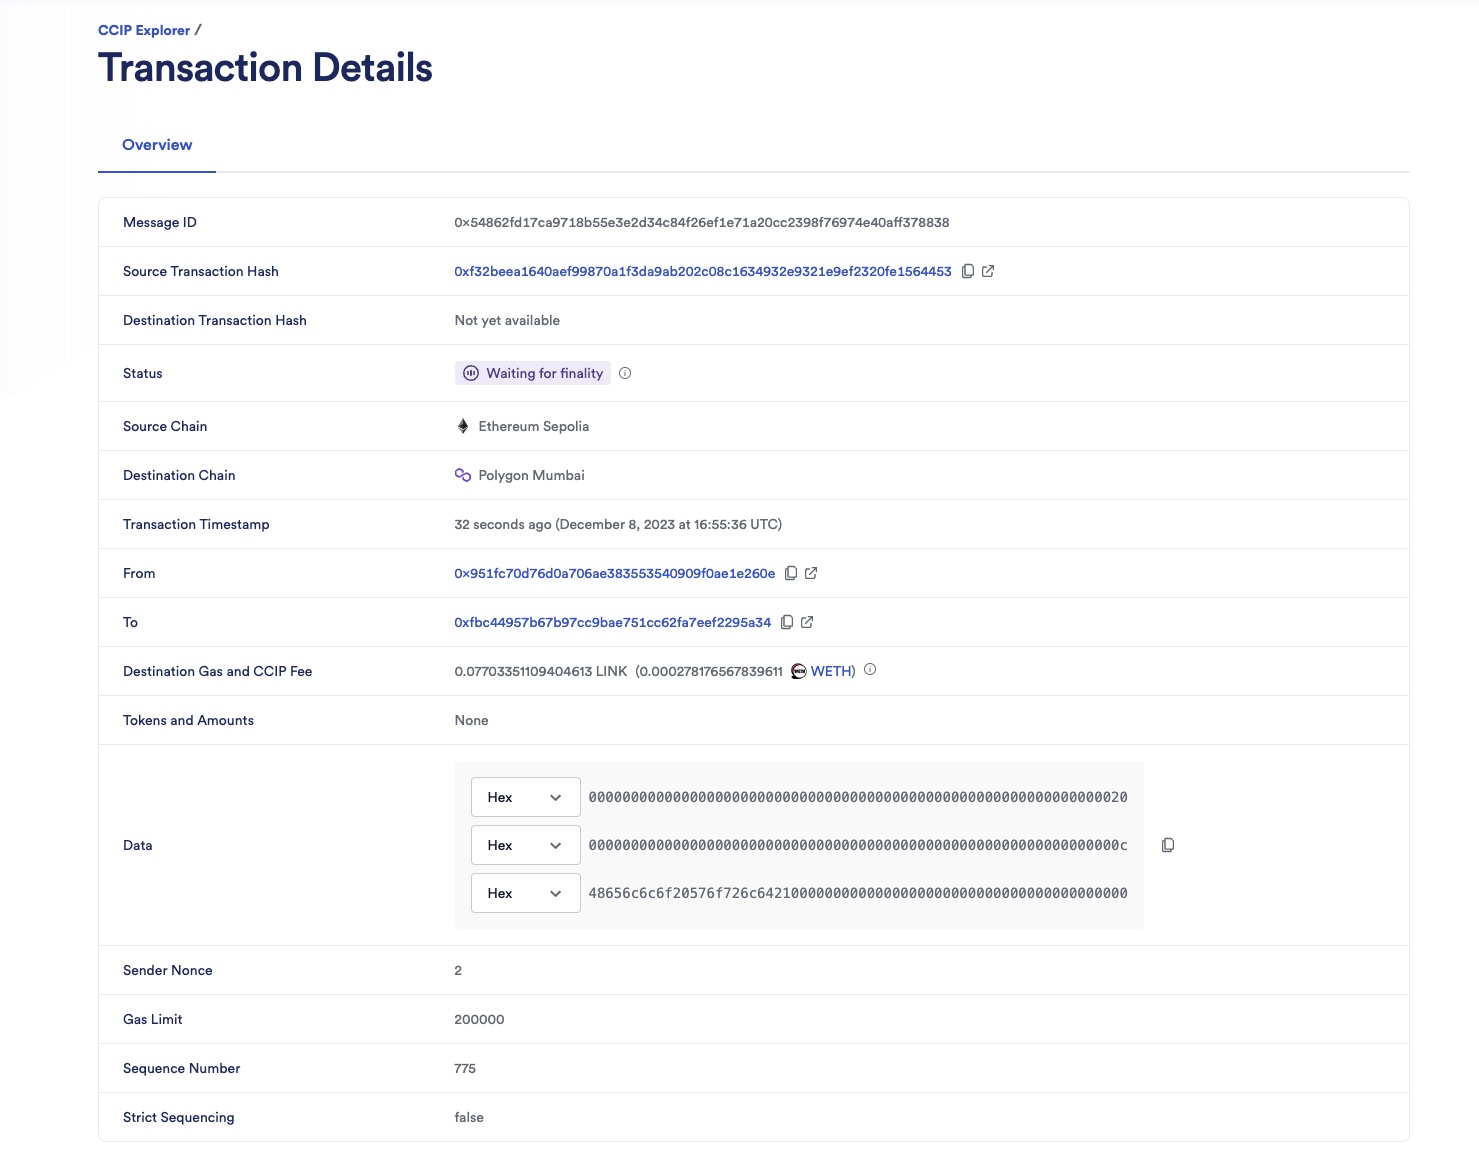 CCIP Explorer /
Transaction Details
Overview
Message ID 0x54862fd17ca9718b55e3e2d34c84f26ef1e71a20cc2398f76974e40aff378838
Source Transaction Hash 0xf32beea1640aef99870a1f3da9ab202c08c1634932e9321e9ef2320fe1564453
Destination Transaction Hash Not yet available
Status Waiting for finality
Source Chain Ethereum Sepolia
Destination Chain Polygon Mumbai
Transaction Timestamp 32 seconds ago (December 8, 2023 at 16:55:36 UTC)
From 0x951fc70d76d0a706ae383553540909f0ae1e260e
To 0xfbc44957b67b97cc9bae751cc62fa7eef2295a34
Destination Gas and CCIP Fee 0.07703351109404613 LINK (0.000278176567839611 WETH)
Tokens and Amounts None
Data
Hex 0000000000000000000000000000000000000000000000000000000000000020
Hex 000000000000000000000000000000000000000000000000000000000000000c
Hex 48656c6c6f20576f726c64210000000000000000000000000000000000000000
Sender Nonce 2
Gas Limit 200000
Sequence Number 775
Strict Sequencing false